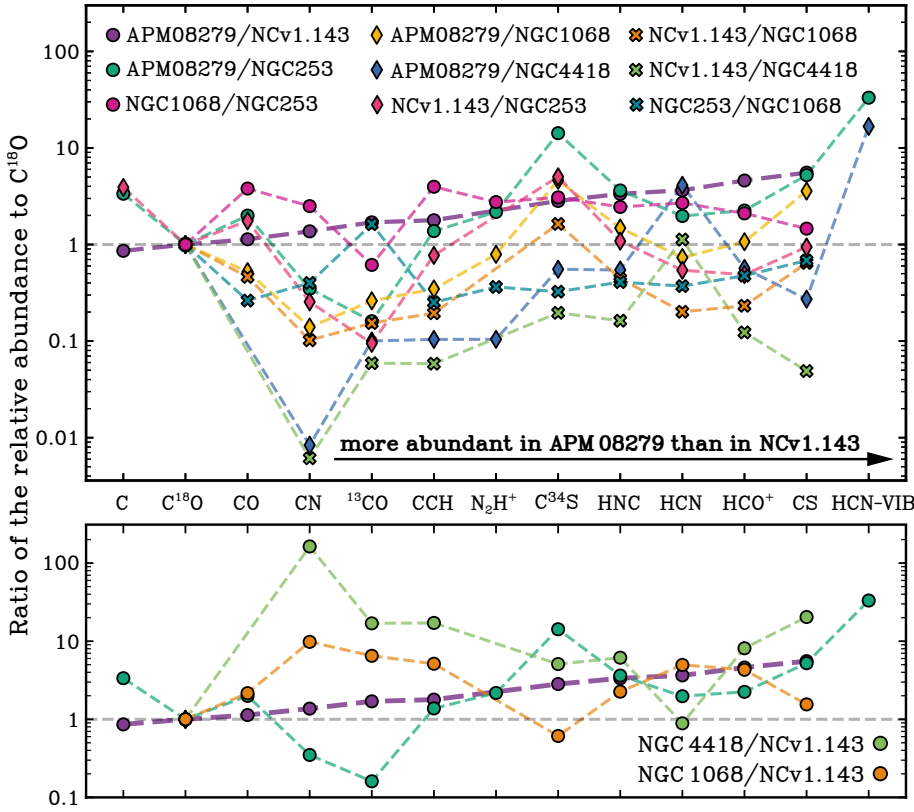 Ratio of the relative abundance to C¹⁸O
100
10
1
0.1
0.01
APM08279/NCv1.143
APM08279/NGC1068
NCv1.143/NGC1068
APM08279/NGC253
APM08279/NGC4418
NCv1.143/NGC4418
NGC1068/NGC253
NCv1.143/NGC253
NGC253/NGC1068
more abundant in APM 08279 than in NCv1.143
C C¹⁸O CO CN ¹³CO CCH N₂H⁺ C³⁴S HNC HCN HCO⁺ CS HCN-VIB
100
10
1
0.1
NGC 4418/NCv1.143
NGC 1068/NCv1.143